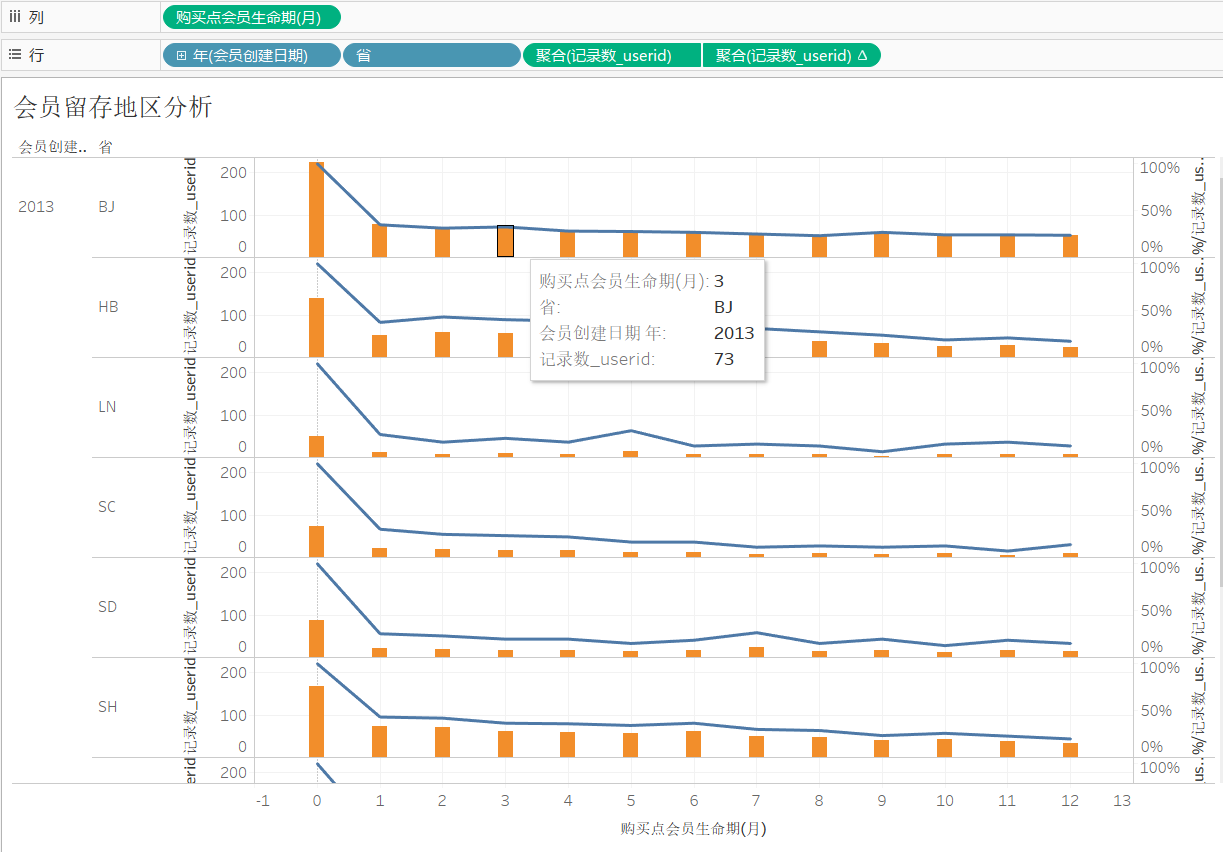 列 购买点会员生命期(月)
行 年(会员创建日期) 省 聚合(记录数_userid) 聚合(记录数_userid) Δ
会员留存地区分析
会员创建.. 省
2013 BJ 记录数_userid 200 100 0 100% 50% 0% %/记录数_us..
购买点会员生命期(月): 3
省: BJ
会员创建日期 年: 2013
记录数_userid: 73
HB 记录数_userid 200 100 0 100% 50% 0% %/记录数_us..
LN 记录数_userid 200 100 0 100% 50% 0% %/记录数_us..
SC 记录数_userid 200 100 0 100% 50% 0% %/记录数_us..
SD 记录数_userid 200 100 0 100% 50% 0% %/记录数_us..
SH 记录数_userid 200 100 0 100% 50% 0% %/记录数_us..
erid 200 100% us..
-1 0 1 2 3 4 5 6 7 8 9 10 11 12 13
购买点会员生命期(月)